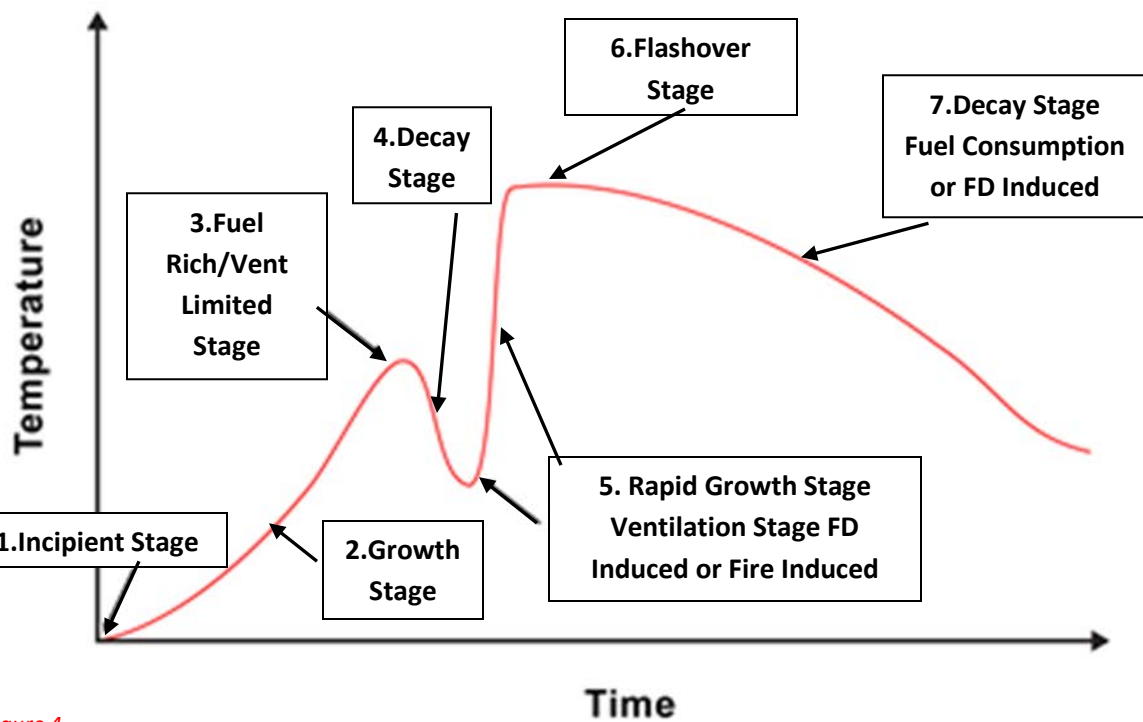 6.Flashover
Stage
7.Decay Stage
Fuel Consumption
or FD Induced
4.Decay
Stage
3.Fuel
Rich/Vent
Limited
Stage
Temperature
5. Rapid Growth Stage
Ventilation Stage FD
Induced or Fire Induced
1.Incipient Stage
2.Growth
Stage
Time